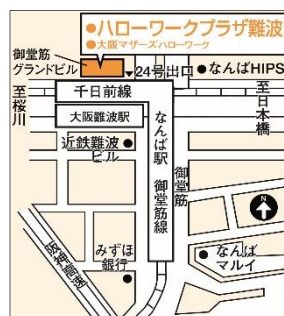 ●ハローワークプラザ難波
●大阪マザーズハローワーク
御堂筋
グランドビル
▼24号出口
●なんばHIPS
至桜川
千日前線
至日本橋
大阪難波駅
なんば駅 御堂筋線
御堂筋
近鉄難波
ビル
阪神高速
みずほ
銀行
なんば
マルイ
N